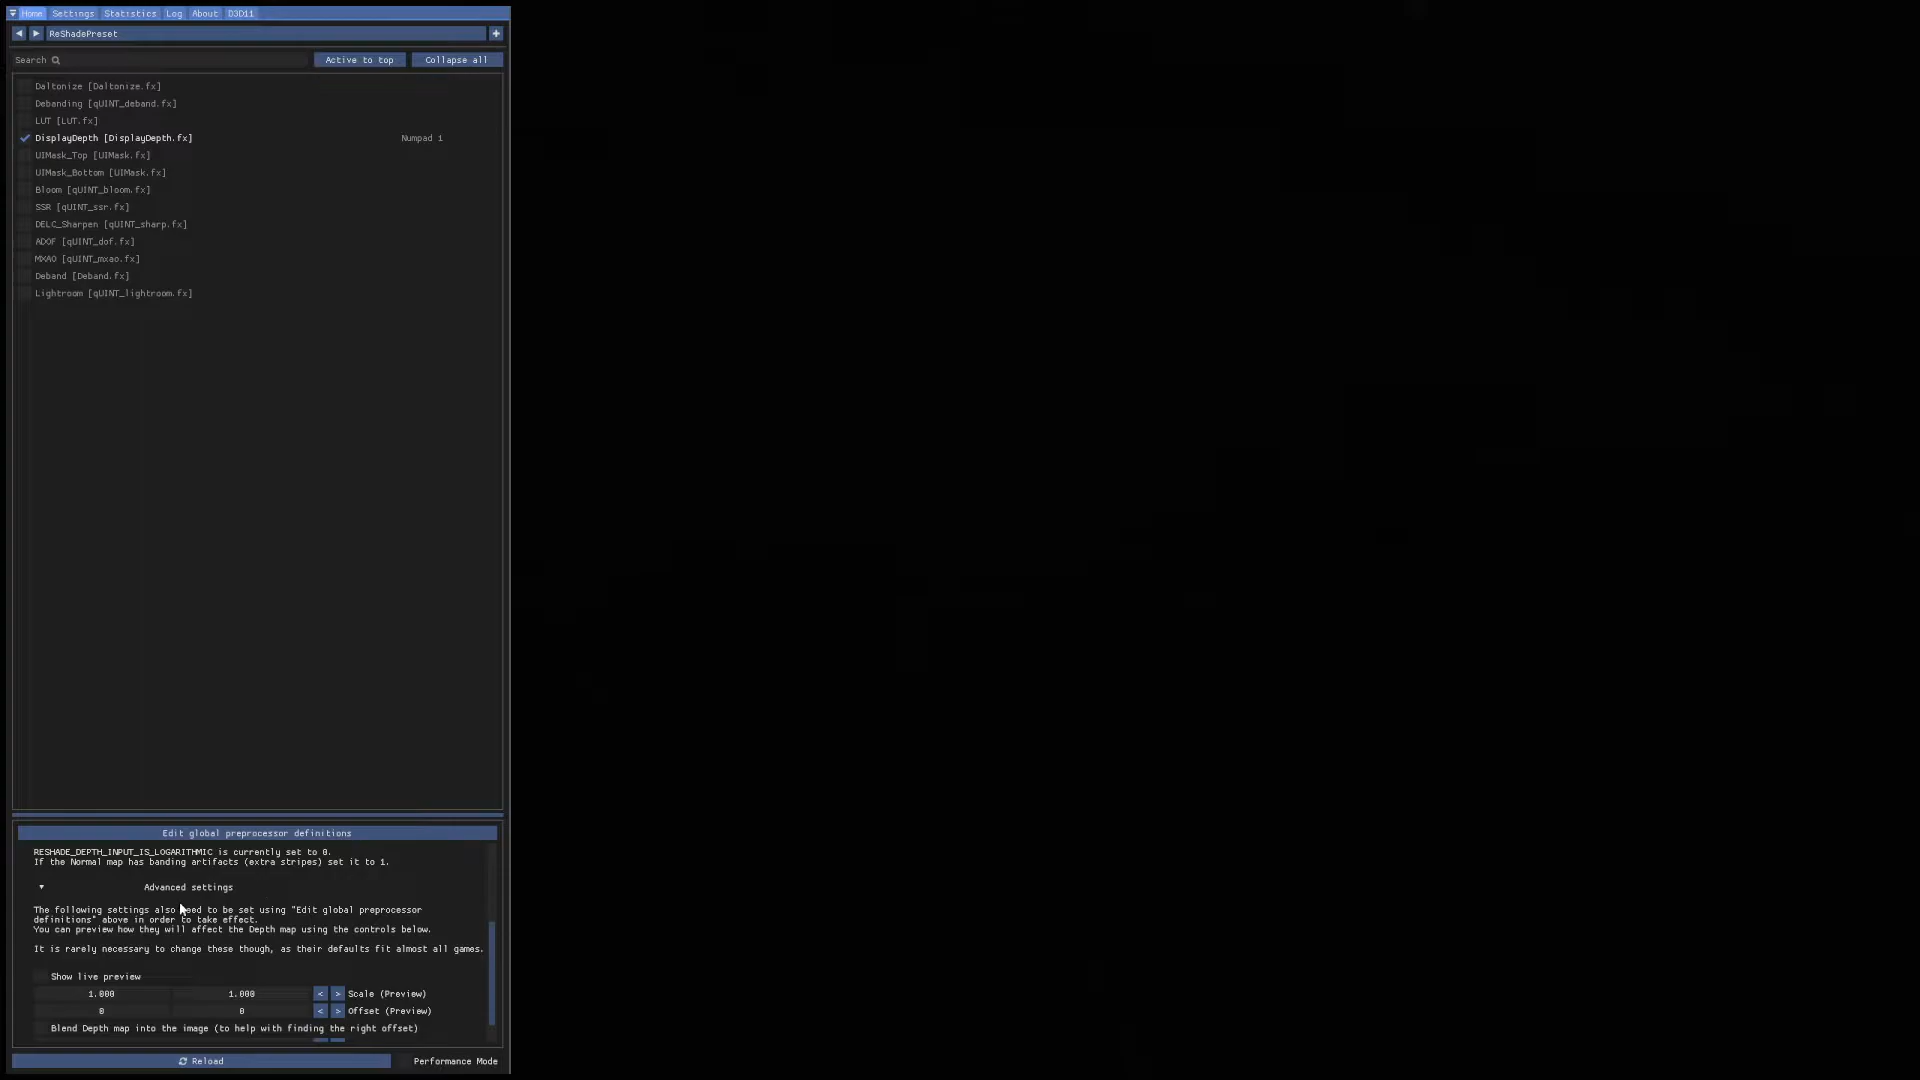 Home Settings Statistics Log About D3D11
ReShadePreset +
Search Active to top Collapse all
Daltonize [Daltonize.fx]
Debanding [qUINT_deband.fx]
LUT [LUT.fx]
DisplayDepth [DisplayDepth.fx] Numpad 1
UIMask_Top [UIMask.fx]
UIMask_Bottom [UIMask.fx]
Bloom [qUINT_bloom.fx]
SSR [qUINT_ssr.fx]
DELC_Sharpen [qUINT_sharp.fx]
ADOF [qUINT_dof.fx]
MXAO [qUINT_mxao.fx]
Deband [Deband.fx]
Lightroom [qUINT_lightroom.fx]
Edit global preprocessor definitions
RESHADE_DEPTH_INPUT_IS_LOGARITHMIC is currently set to 0.
If the Normal map has banding artifacts (extra stripes) set it to 1.
Advanced settings
The following settings also need to be set using "Edit global preprocessor
definitions" above in order to take effect.
You can preview how they will affect the Depth map using the controls below.
It is rarely necessary to change these though, as their defaults fit almost all games.
Show live preview
1.000 1.000 < > Scale (Preview)
0 0 < > Offset (Preview)
Blend Depth map into the image (to help with finding the right offset)
Reload Performance Mode